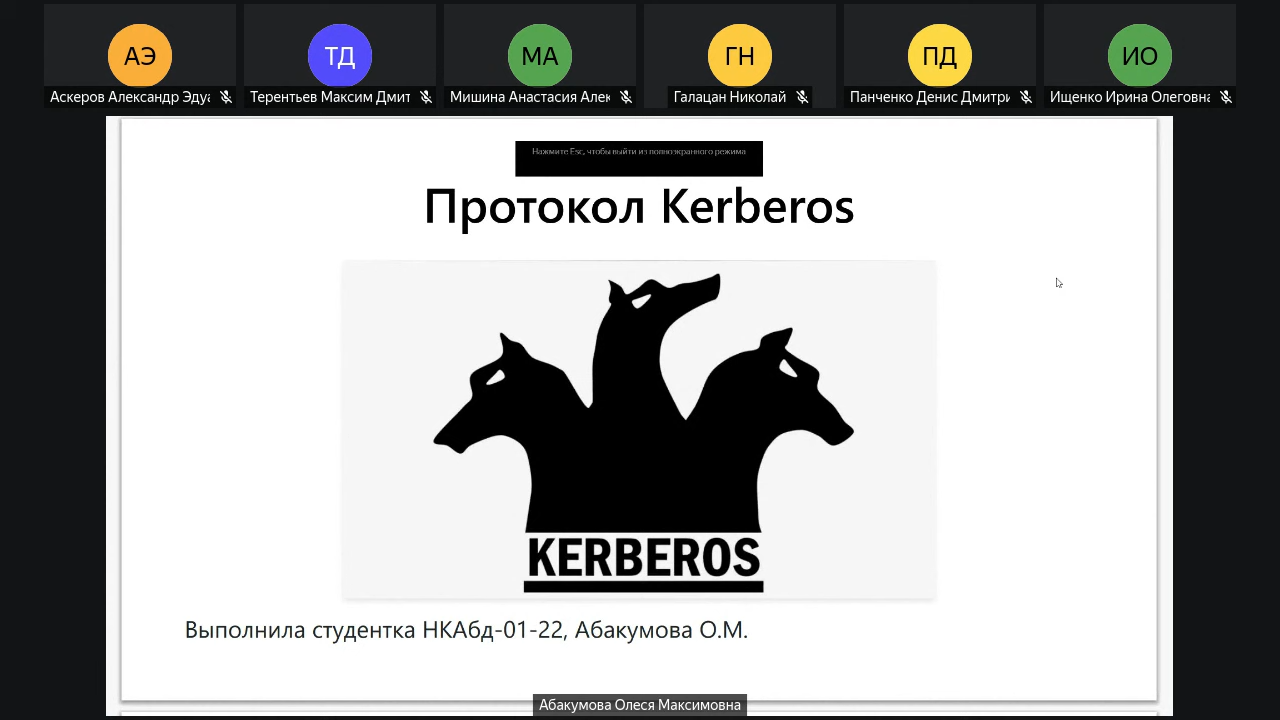 АЭ
ТД
МА
ГН
ПД
ИО
Аскеров Александр Эдуа
Терентьев Максим Дмит
Мишина Анастасия Алек
Галацан Николай
Панченко Денис Дмитри
Ищенко Ирина Олеговна
Нажмите Esc, чтобы выйти из полноэкранного режима
Протокол Kerberos
KERBEROS
Выполнила студентка НКАбд-01-22, Абакумова О.М.
Абакумова Олеся Максимовна